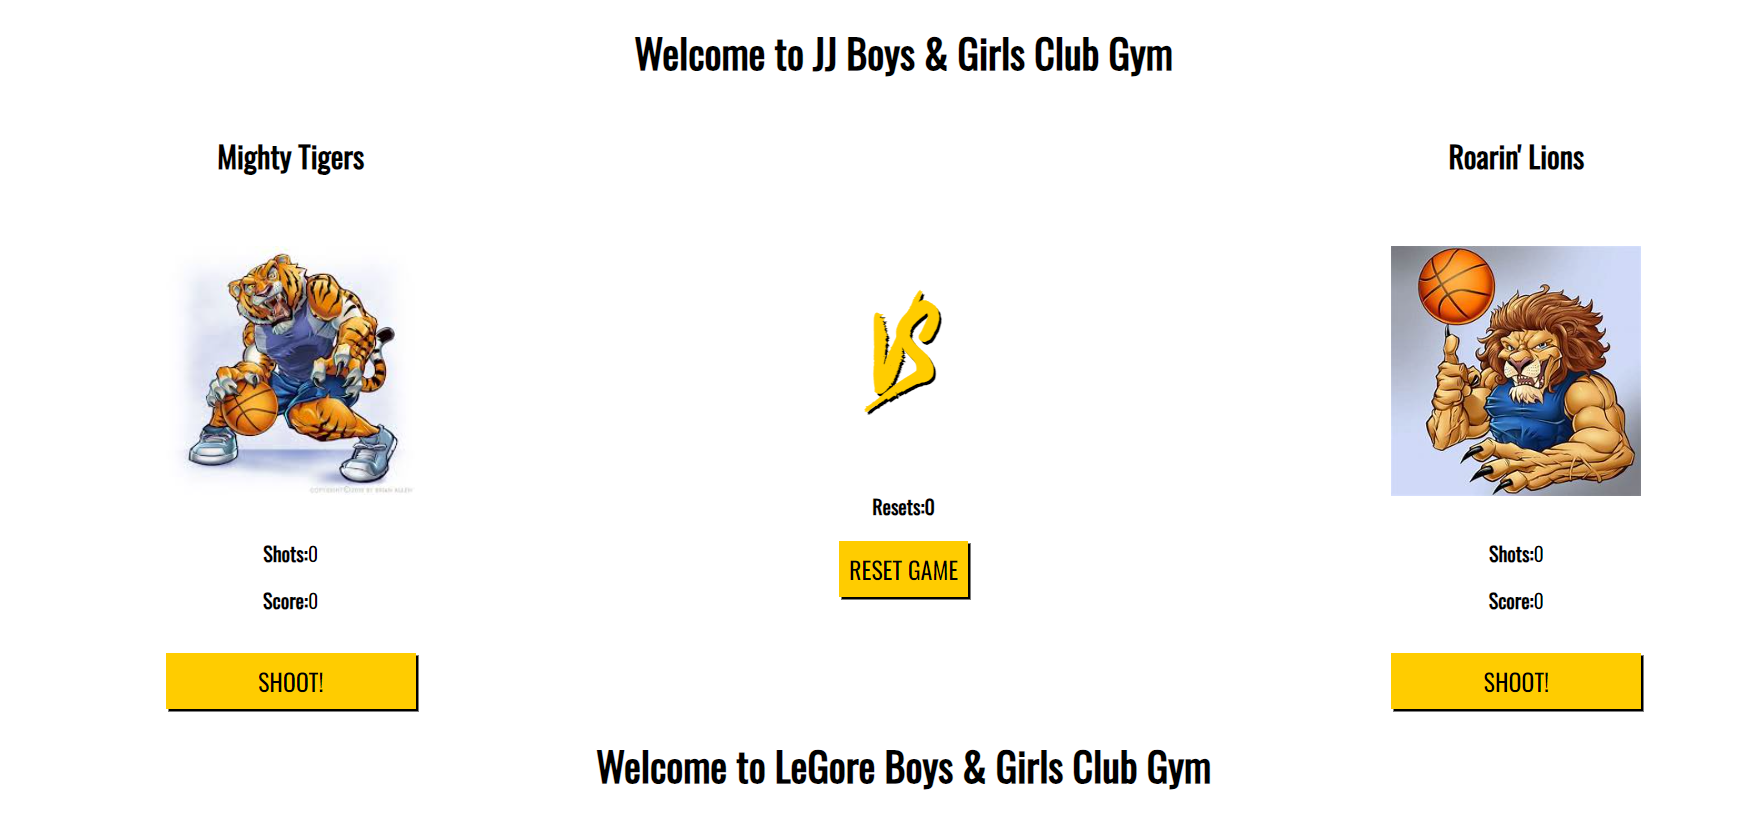 Welcome to JJ Boys & Girls Club Gym
Mighty Tigers
Roarin' Lions
VS
Resets:0
RESET GAME
Shots:0
Score:0
SHOOT!
Shots:0
Score:0
SHOOT!
Welcome to LeGore Boys & Girls Club Gym